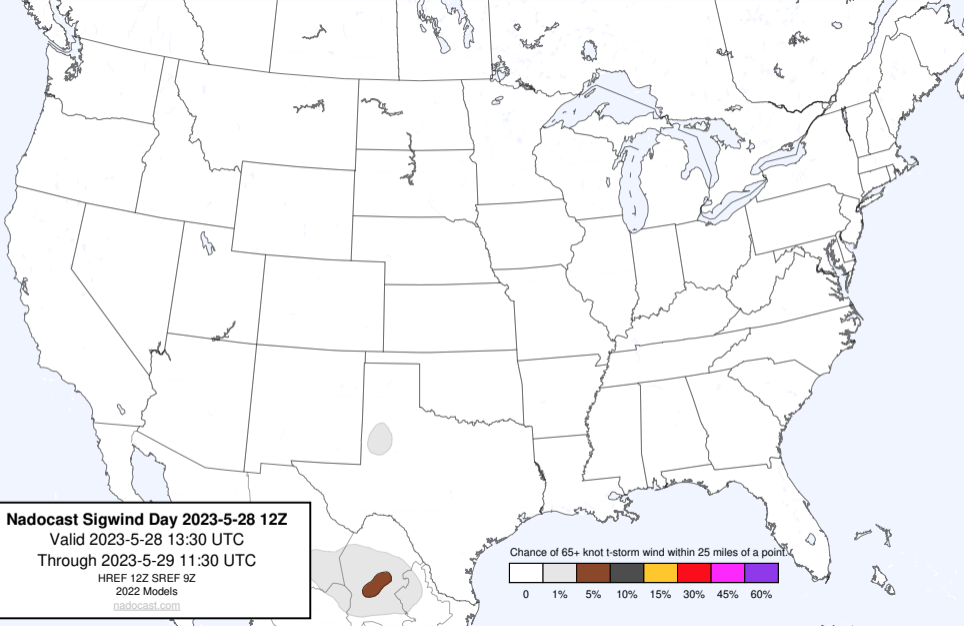 Nadocast Sigwind Day 2023-5-28 12Z
Valid 2023-5-28 13:30 UTC
Through 2023-5-29 11:30 UTC
HREF 12Z SREF 9Z
2022 Models
nadocast.com
Chance of 65+ knot t-storm wind within 25 miles of a point.
0 1% 5% 10% 15% 30% 45% 60%